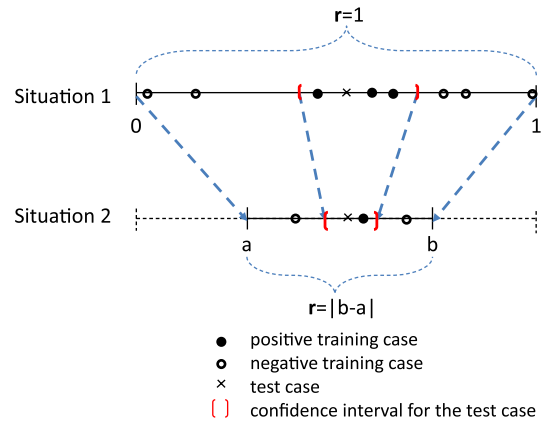 r=1
Situation 1
0
1
Situation 2
a
b
r=|b-a|
positive training case
negative training case
test case
confidence interval for the test case